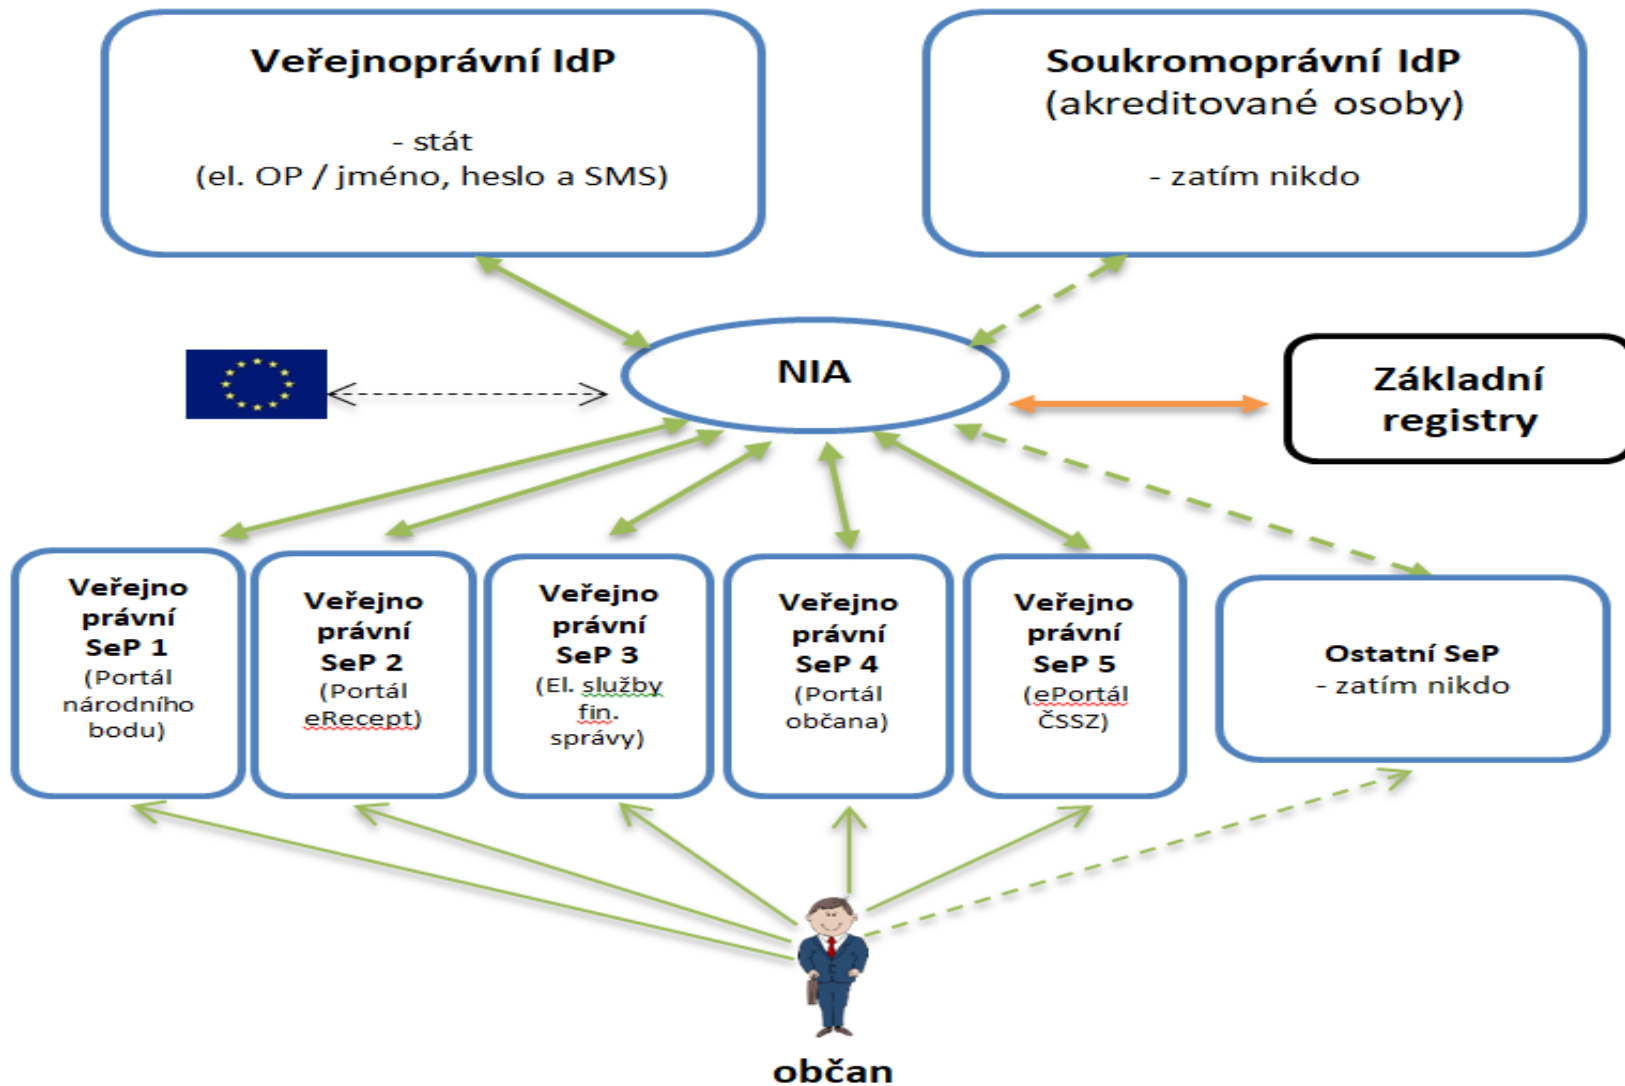 Veřejnoprávní IdP
- stát
(el. OP / jméno, heslo a SMS)
Soukromoprávní IdP
(akreditované osoby)
- zatím nikdo
NIA
Základní
registry
Veřejno
právní
SeP 1
(Portál
národního
bodu)
Veřejno
právní
SeP 2
(Portál
eRecept)
Veřejno
právní
SeP 3
(El. služby
fin.
správy)
Veřejno
právní
SeP 4
(Portál
občana)
Veřejno
právní
SeP 5
(ePortál
ČSSZ)
Ostatní SeP
- zatím nikdo
občan